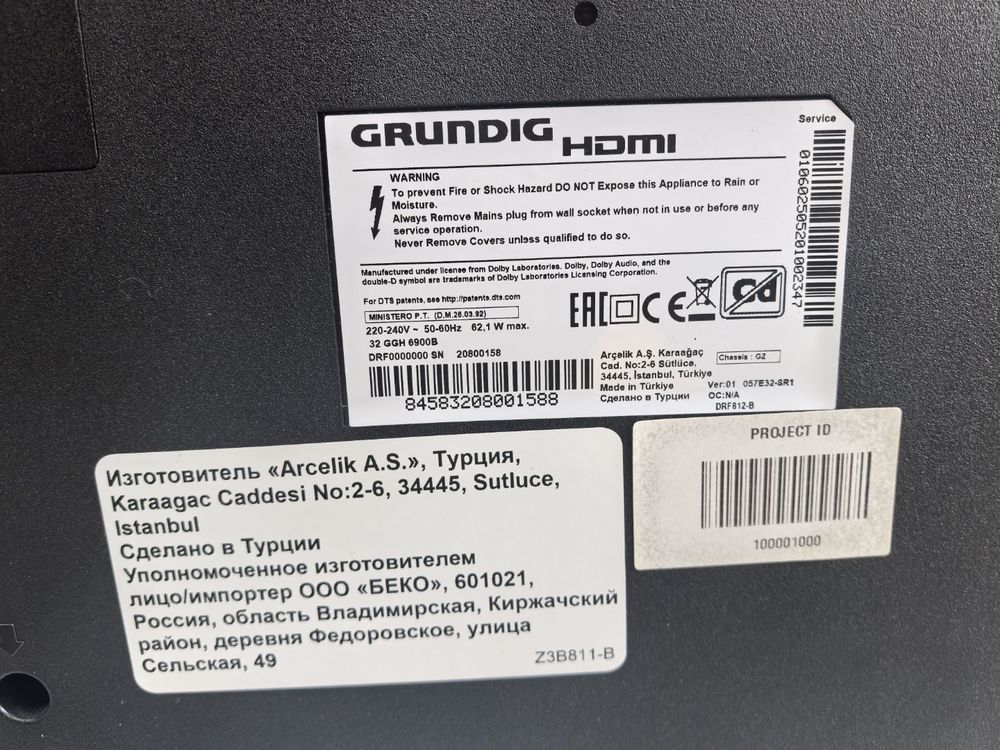 GRUNDIG HDMI
Service
WARNING
To prevent Fire or Shock Hazard DO NOT Expose this Appliance to Rain or
Moisture.
Always Remove Mains plug from wall socket when not in use or before any
service operation.
Never Remove Covers unless qualified to do so.
010602505201002347
Manufactured under license from Dolby Laboratories. Dolby, Dolby Audio, and the
double-D symbol are trademarks of Dolby Laboratories Licensing Corporation.
For DTS patents, see http://patents.dts.com
MINISTERO P.T. (D.M.26.03.92)
220-240V ~ 50-60Hz 62,1 W max.
32 GGH 6900B
DRF0000000 SN 20800158
84583208001588
EAC CE Pb
Arçelik A.Ş. Karaağaç
Cad. No:2-6 Sütlüce,
34445, İstanbul, Türkiye
Made in Türkiye
Сделано в Турции
Chassis : G2
Ver:01 057E32-SR1
OC:N/A
DRF812-B
PROJECT ID
100001000
Изготовитель «Arcelik A.S.», Турция,
Karaagac Caddesi No:2-6, 34445, Sutluce,
Istanbul
Сделано в Турции
Уполномоченное изготовителем
лицо/импортер ООО «БЕКО», 601021,
Россия, область Владимирская, Киржачский
район, деревня Федоровское, улица
Сельская, 49
Z3B811-B